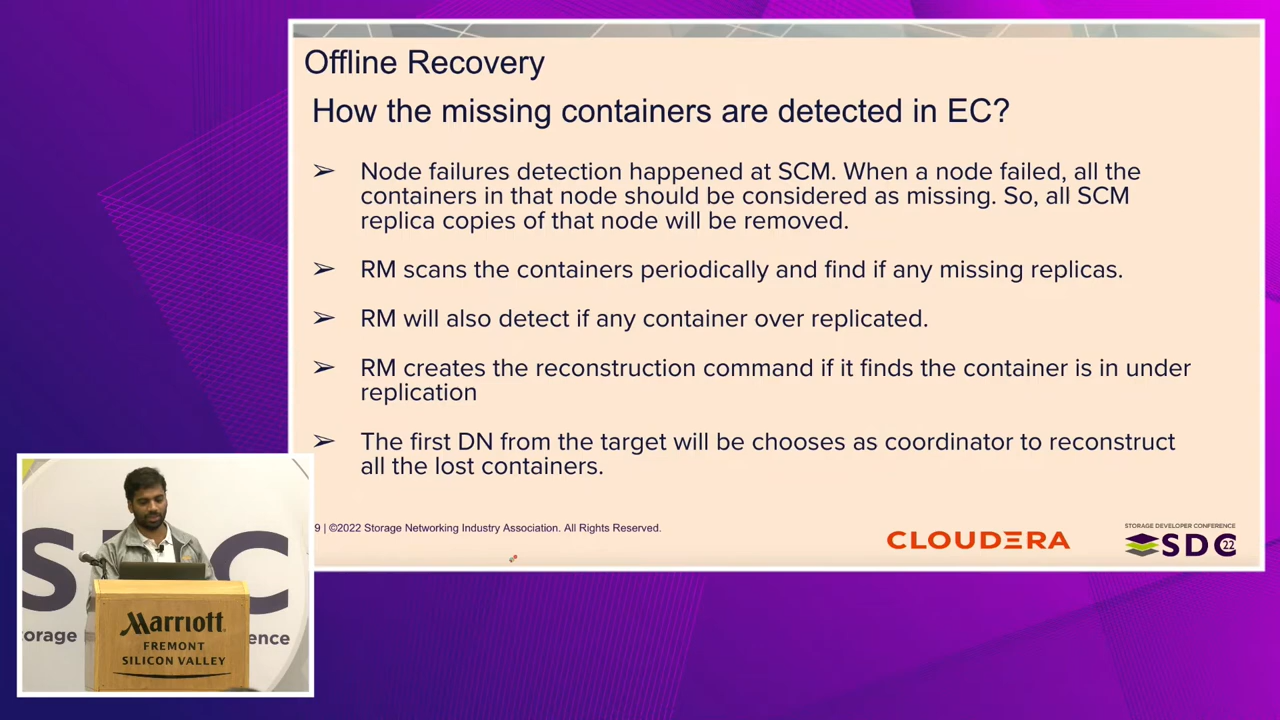 Offline Recovery
How the missing containers are detected in EC?
➢ Node failures detection happened at SCM. When a node failed, all the
containers in that node should be considered as missing. So, all SCM
replica copies of that node will be removed.
➢ RM scans the containers periodically and find if any missing replicas.
➢ RM will also detect if any container over replicated.
➢ RM creates the reconstruction command if it finds the container is in under
replication
➢ The first DN from the target will be chooses as coordinator to reconstruct
all the lost containers.
9 | ©2022 Storage Networking Industry Association. All Rights Reserved.
CLOUDERA
STORAGE DEVELOPER CONFERENCE
SDC 22
S C
torage ence
Marriott
FREMONT
SILICON VALLEY